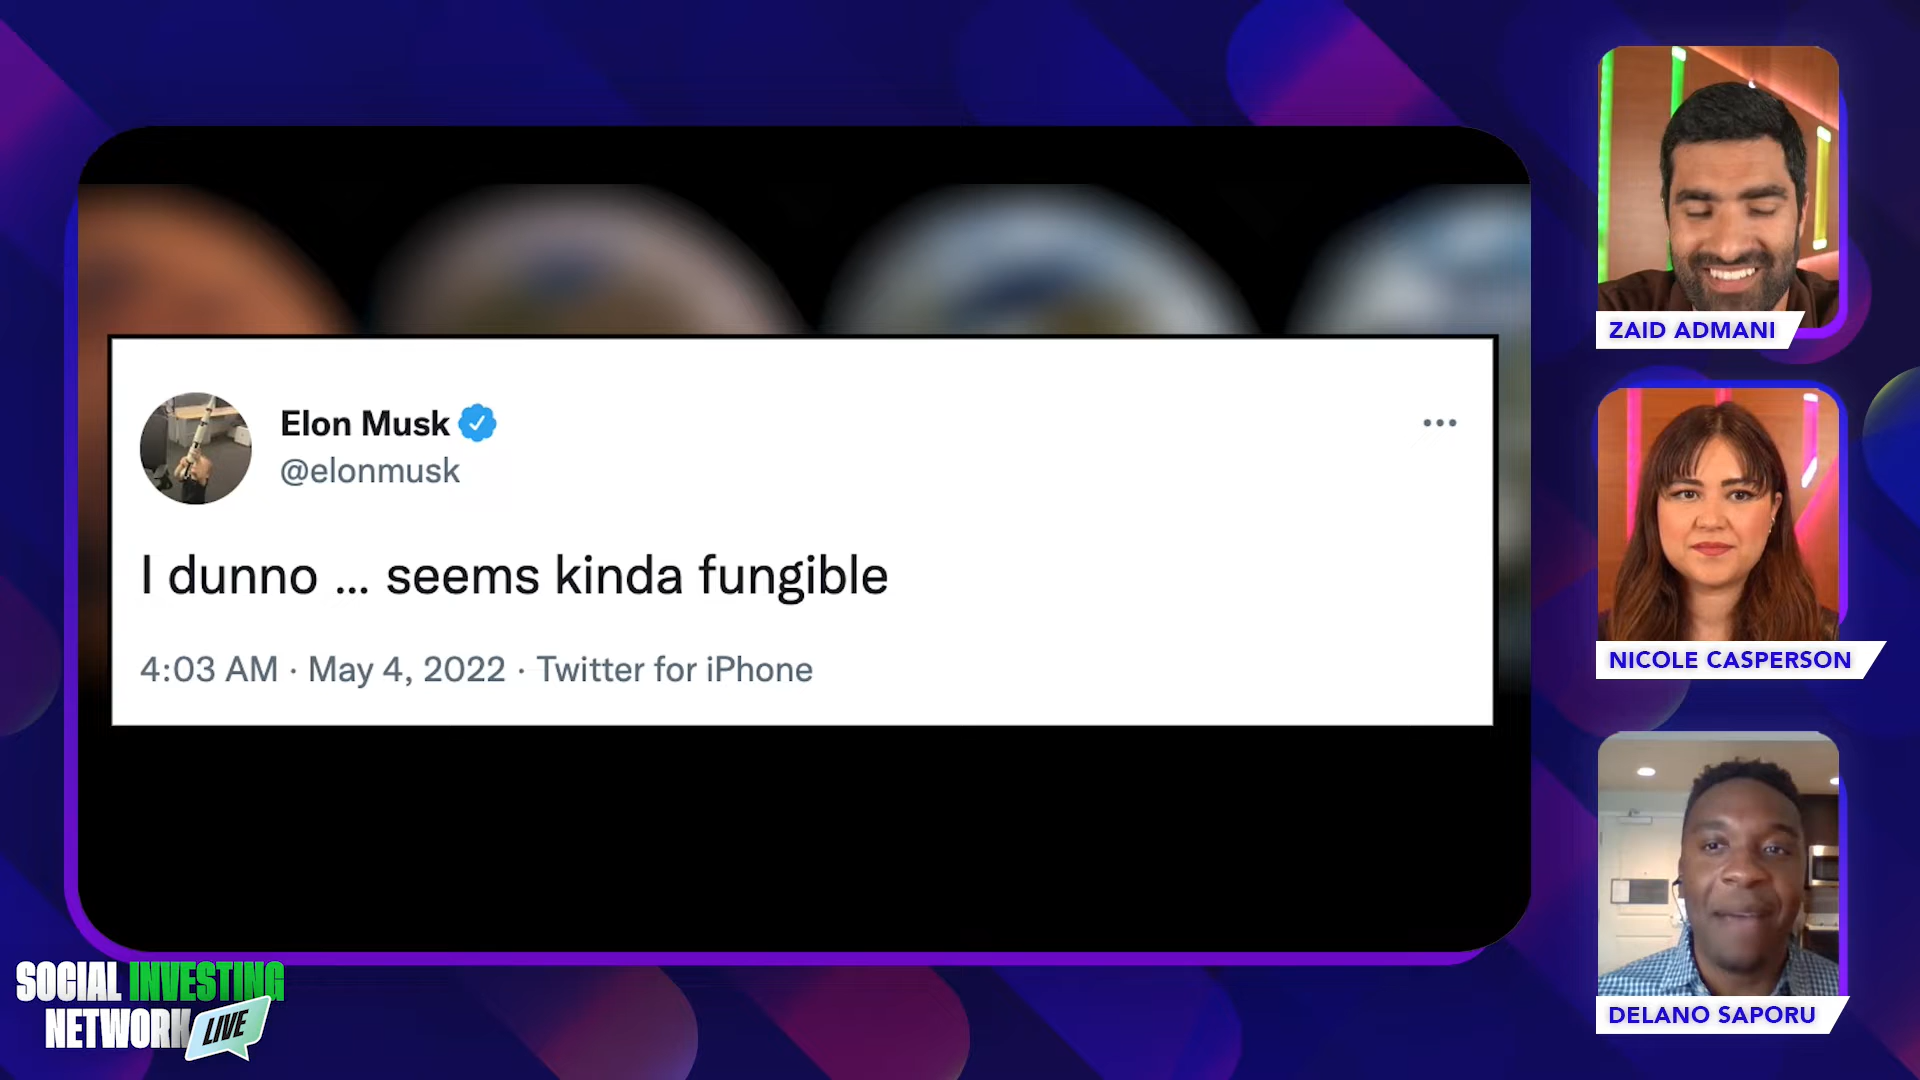 Elon Musk
@elonmusk
I dunno ... seems kinda fungible
4:03 AM · May 4, 2022 · Twitter for iPhone
ZAID ADMANI
NICOLE CASPERSON
DELANO SAPORU
SOCIAL INVESTING
NETWORK LIVE